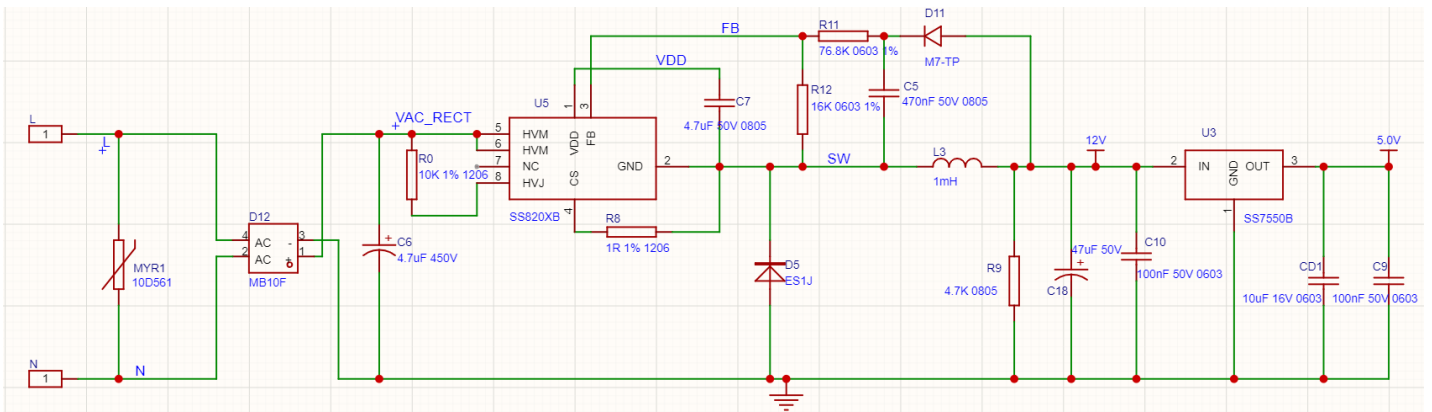 FB
R11
76.8K 0603 1%
D11
M7-TP
VDD
U5
1
3
C7
4.7uF 50V 0805
R12
16K 0603 1%
C5
470nF 50V 0805
L
1
L
+
VAC_RECT
+
R0
10K 1% 1206
5
6
7
8
HVM
HVM
NC
HVJ
VDD
FB
CS
GND
2
4
SS820XB
R8
1R 1% 1206
SW
L3
1mH
12V
U3
2
IN
GND
OUT
3
1
SS7550B
5.0V
MYR1
10D561
D12
4
2
AC
AC
-
+
3
1
MB10F
+
C6
4.7uF 450V
D5
ES1J
R9
4.7K 0805
47uF 50V
+
C18
C10
100nF 50V 0603
CD1
10uF 16V 0603
C9
100nF 50V 0603
N
1
N